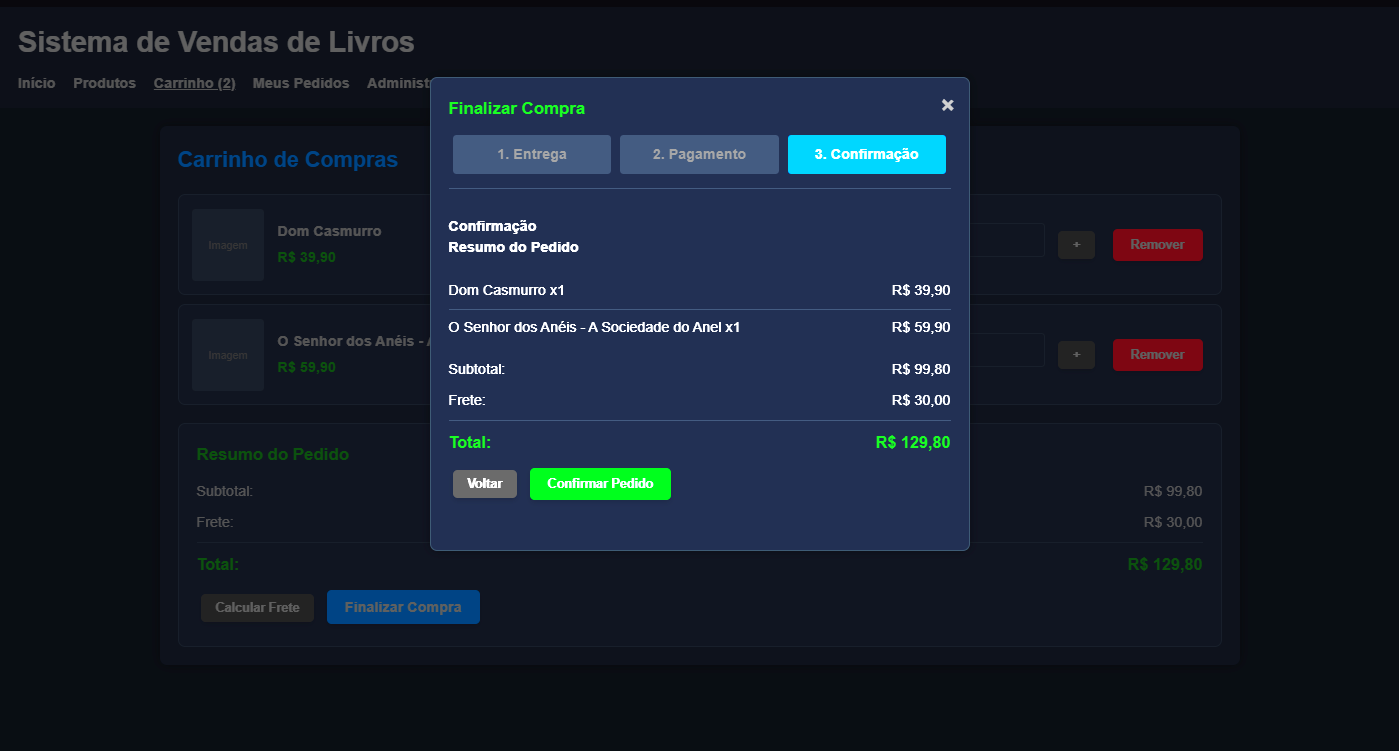 Sistema de Vendas de Livros
Início Produtos Carrinho (2) Meus Pedidos
Finalizar Compra ×
1. Entrega 2. Pagamento 3. Confirmação
Confirmação
Resumo do Pedido
Dom Casmurro x1 R$ 39,90
O Senhor dos Anéis - A Sociedade do Anel x1 R$ 59,90
Subtotal: R$ 99,80
Frete: R$ 30,00
Total: R$ 129,80
Voltar Confirmar Pedido
Carrinho de Compras
Imagem
Dom Casmurro
R$ 39,90
+ Remover
Imagem
O Senhor dos Anéis -
R$ 59,90
+ Remover
Resumo do Pedido
Subtotal: R$ 99,80
Frete: R$ 30,00
Total: R$ 129,80
Calcular Frete Finalizar Compra